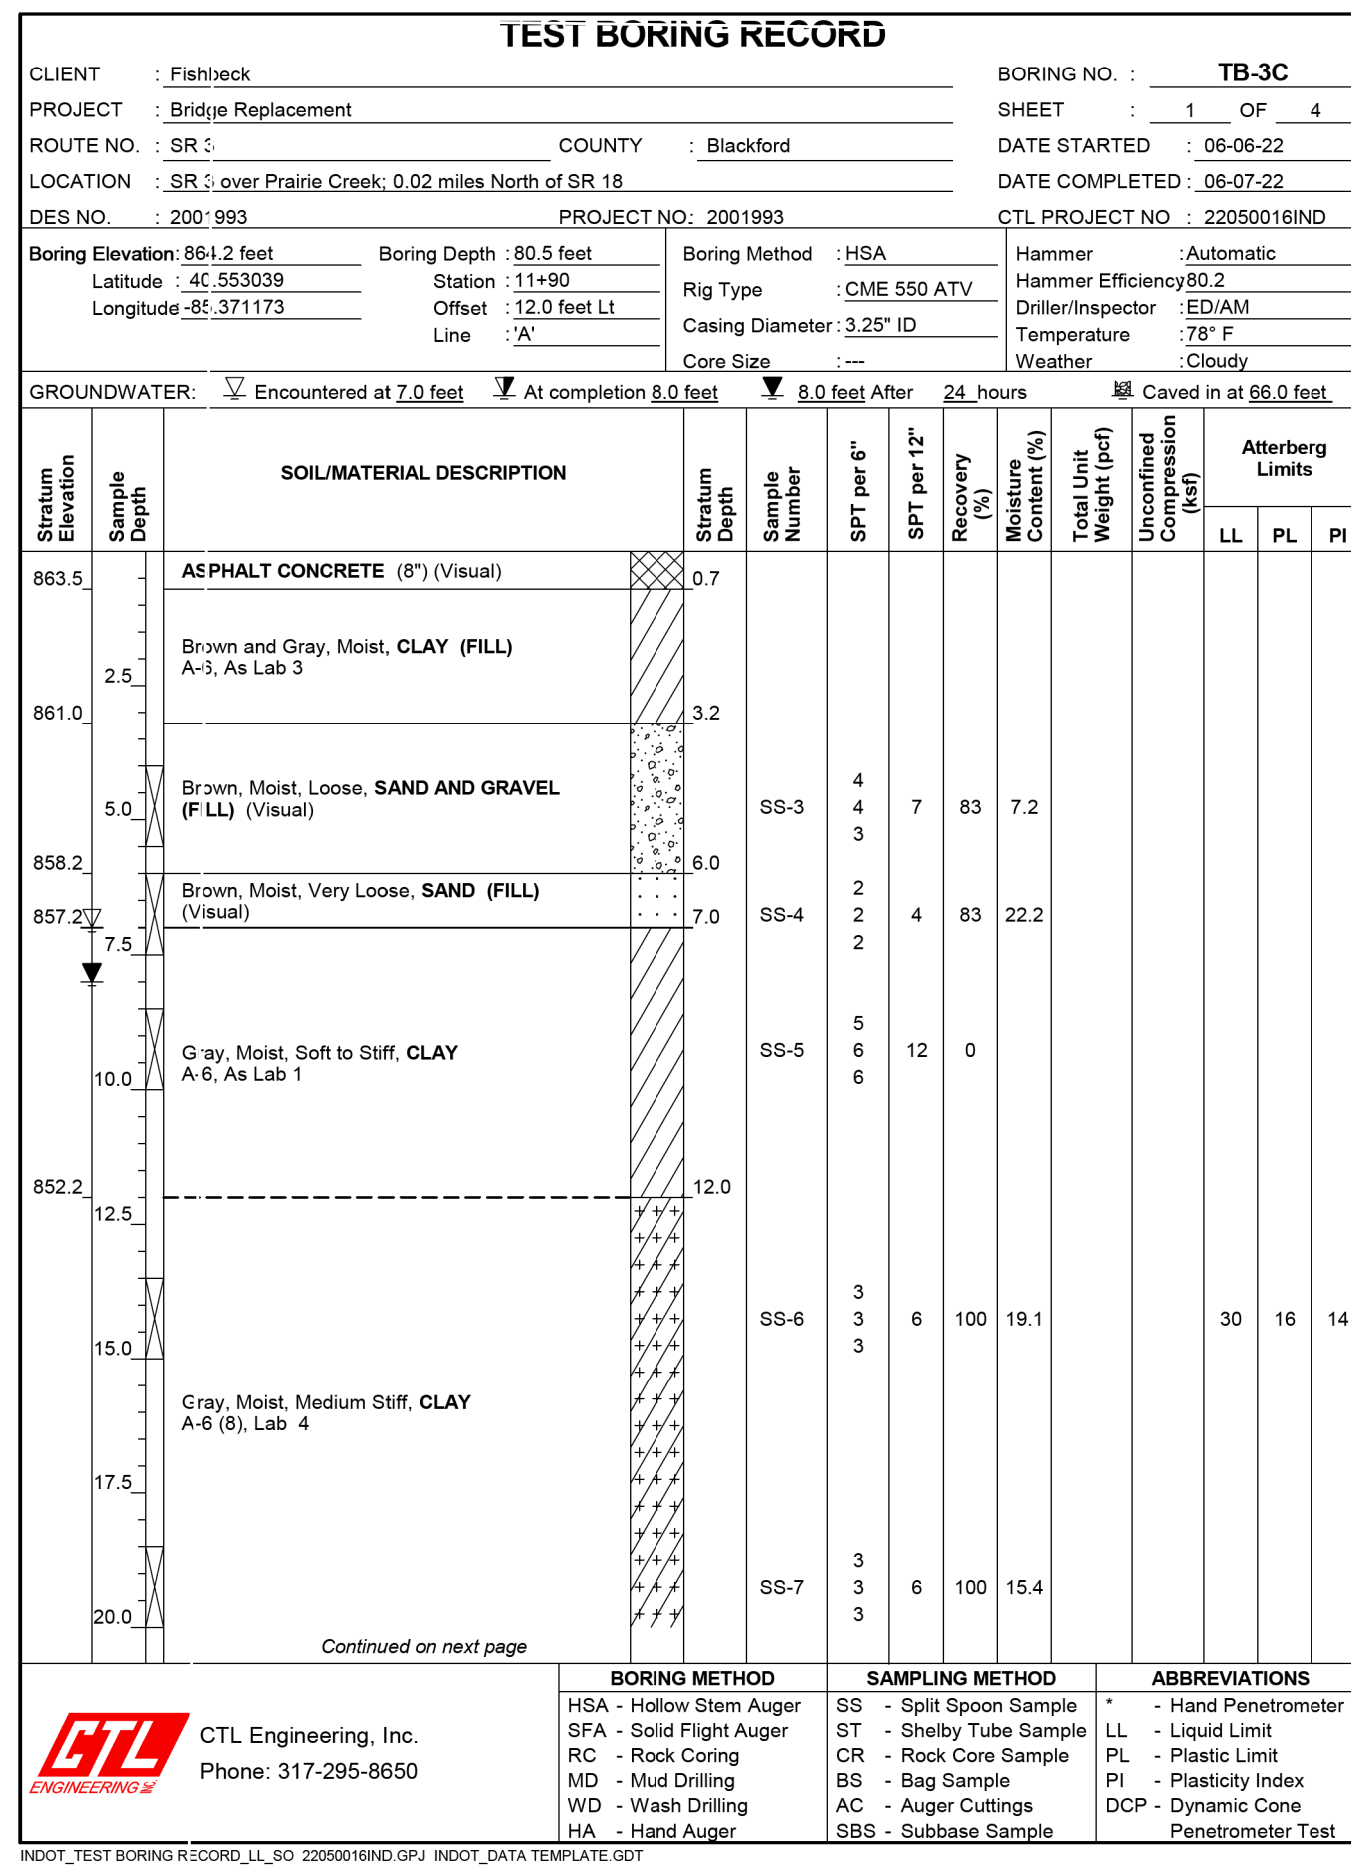 TEST BORING RECORD
CLIENT : Fishbeck BORING NO. : TB-3C
PROJECT : Bridge Replacement SHEET : 1 OF 4
ROUTE NO. : SR 3 COUNTY : Blackford DATE STARTED : 06-06-22
LOCATION : SR 3 over Prairie Creek; 0.02 miles North of SR 18 DATE COMPLETED : 06-07-22
DES NO. : 2001993 PROJECT NO.: 2001993 CTL PROJECT NO : 22050016IND
Boring Elevation: 864.2 feet Boring Depth : 80.5 feet Boring Method : HSA Hammer : Automatic
Latitude : 40.553039 Station : 11+90 Rig Type : CME 550 ATV Hammer Efficiency: 80.2
Longitude: -85.371173 Offset : 12.0 feet Lt Casing Diameter : 3.25" ID Driller/Inspector : ED/AM
Line : 'A' Temperature : 78° F
Core Size : --- Weather : Cloudy
GROUNDWATER: Encountered at 7.0 feet At completion 8.0 feet 8.0 feet After 24 hours Caved in at 66.0 feet
Stratum Elevation
Sample Depth
SOIL/MATERIAL DESCRIPTION
Stratum Depth
Sample Number
SPT per 6"
SPT per 12"
Recovery (%)
Moisture Content (%)
Total Unit Weight (pcf)
Unconfined Compression (ksf)
Atterberg Limits
LL PL PI
863.5 ASPHALT CONCRETE (8") (Visual) 0.7
Brown and Gray, Moist, CLAY (FILL)
A-6, As Lab 3
2.5
861.0 3.2
4
Brown, Moist, Loose, SAND AND GRAVEL
5.0 (FILL) (Visual) SS-3 4 7 83 7.2
3
858.2 6.0
Brown, Moist, Very Loose, SAND (FILL) 2
857.2 (Visual) 7.0 SS-4 2 4 83 22.2
7.5 2
5
Gray, Moist, Soft to Stiff, CLAY SS-5 6 12 0
10.0 A-6, As Lab 1 6
852.2 12.0
12.5
3
SS-6 3 6 100 19.1 30 16 14
15.0 3
Gray, Moist, Medium Stiff, CLAY
A-6 (8), Lab 4
17.5
3
SS-7 3 6 100 15.4
20.0 3
Continued on next page
CTL ENGINEERING INC.
CTL Engineering, Inc.
Phone: 317-295-8650
BORING METHOD
HSA - Hollow Stem Auger
SFA - Solid Flight Auger
RC - Rock Coring
MD - Mud Drilling
WD - Wash Drilling
HA - Hand Auger
SAMPLING METHOD
SS - Split Spoon Sample
ST - Shelby Tube Sample
CR - Rock Core Sample
BS - Bag Sample
AC - Auger Cuttings
SBS - Subbase Sample
ABBREVIATIONS
* - Hand Penetrometer
LL - Liquid Limit
PL - Plastic Limit
PI - Plasticity Index
DCP - Dynamic Cone
Penetrometer Test
INDOT_TEST BORING RECORD_LL_SO 22050016IND.GPJ INDOT_DATA TEMPLATE.GDT